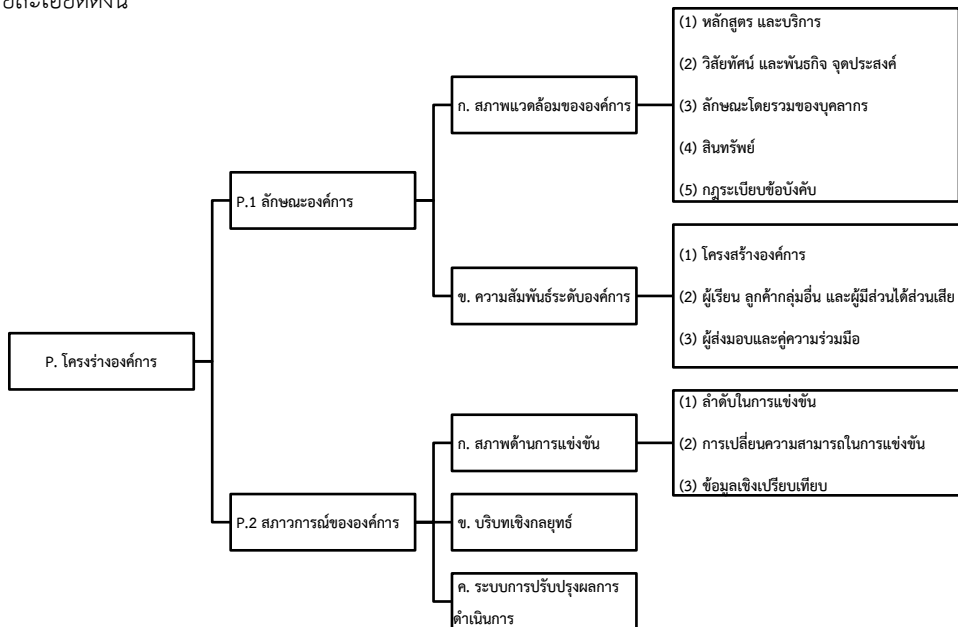 P. โครงร่างองค์การ
P.1 ลักษณะองค์การ
ก. สภาพแวดล้อมขององค์การ
(1) หลักสูตร และบริการ
(2) วิสัยทัศน์ และพันธกิจ จุดประสงค์
(3) ลักษณะโดยรวมของบุคลากร
(4) สินทรัพย์
(5) กฎระเบียบข้อบังคับ
ข. ความสัมพันธ์ระดับองค์การ
(1) โครงสร้างองค์การ
(2) ผู้เรียน ลูกค้ากลุ่มอื่น และผู้มีส่วนได้ส่วนเสีย
(3) ผู้ส่งมอบและคู่ความร่วมมือ
P.2 สภาวการณ์ขององค์การ
ก. สภาพด้านการแข่งขัน
(1) ลำดับในการแข่งขัน
(2) การเปลี่ยนความสามารถในการแข่งขัน
(3) ข้อมูลเชิงเปรียบเทียบ
ข. บริบทเชิงกลยุทธ์
ค. ระบบการปรับปรุงผลการ
ดำเนินการ